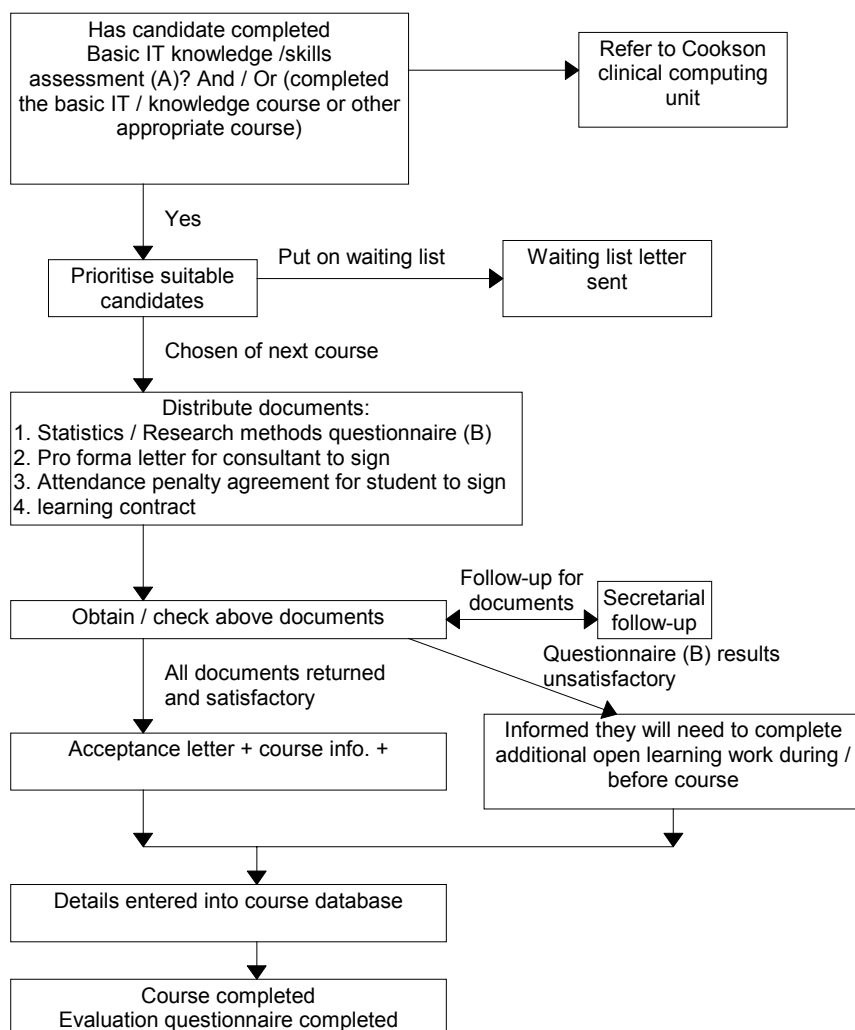 Has candidate completed
Basic IT knowledge /skills
assessment (A)? And / Or (completed
the basic IT / knowledge course or other
appropriate course)
Refer to Cookson
clinical computing
unit
Yes
Prioritise suitable
candidates
Put on waiting list
Waiting list letter
sent
Chosen of next course
Distribute documents:
1. Statistics / Research methods questionnaire (B)
2. Pro forma letter for consultant to sign
3. Attendance penalty agreement for student to sign
4. learning contract
Obtain / check above documents
Follow-up for
documents
Secretarial
follow-up
All documents returned
and satisfactory
Questionnaire (B) results
unsatisfactory
Acceptance letter + course info. +
Informed they will need to complete
additional open learning work during /
before course
Details entered into course database
Course completed
Evaluation questionnaire completed